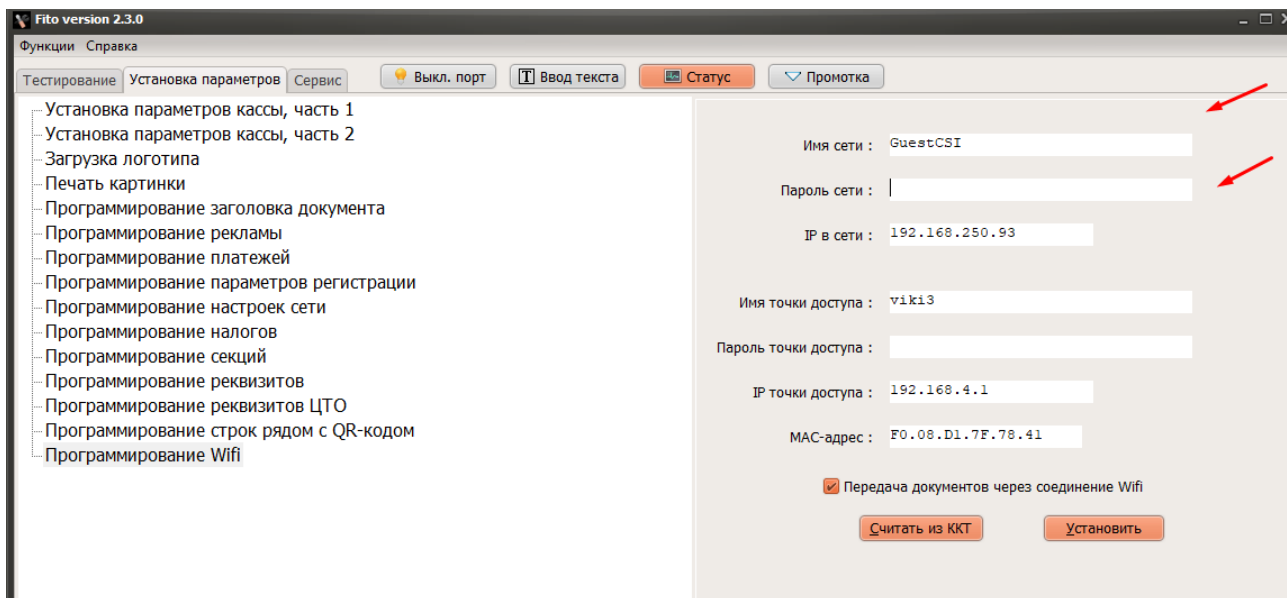 Fito version 2.3.0
Функции Справка
Тестирование Установка параметров Сервис Выкл. порт T Ввод текста Статус Промотка
Установка параметров кассы, часть 1
Установка параметров кассы, часть 2
Загрузка логотипа
Печать картинки
Программирование заголовка документа
Программирование рекламы
Программирование платежей
Программирование параметров регистрации
Программирование настроек сети
Программирование налогов
Программирование секций
Программирование реквизитов
Программирование реквизитов ЦТО
Программирование строк рядом с QR-кодом
Программирование Wifi
Имя сети : GuestCSI
Пароль сети :
IP в сети : 192.168.250.93
Имя точки доступа : viki3
Пароль точки доступа :
IP точки доступа : 192.168.4.1
MAC-адрес : F0.08.D1.7F.78.41
Передача документов через соединение Wifi
Считать из ККТ Установить